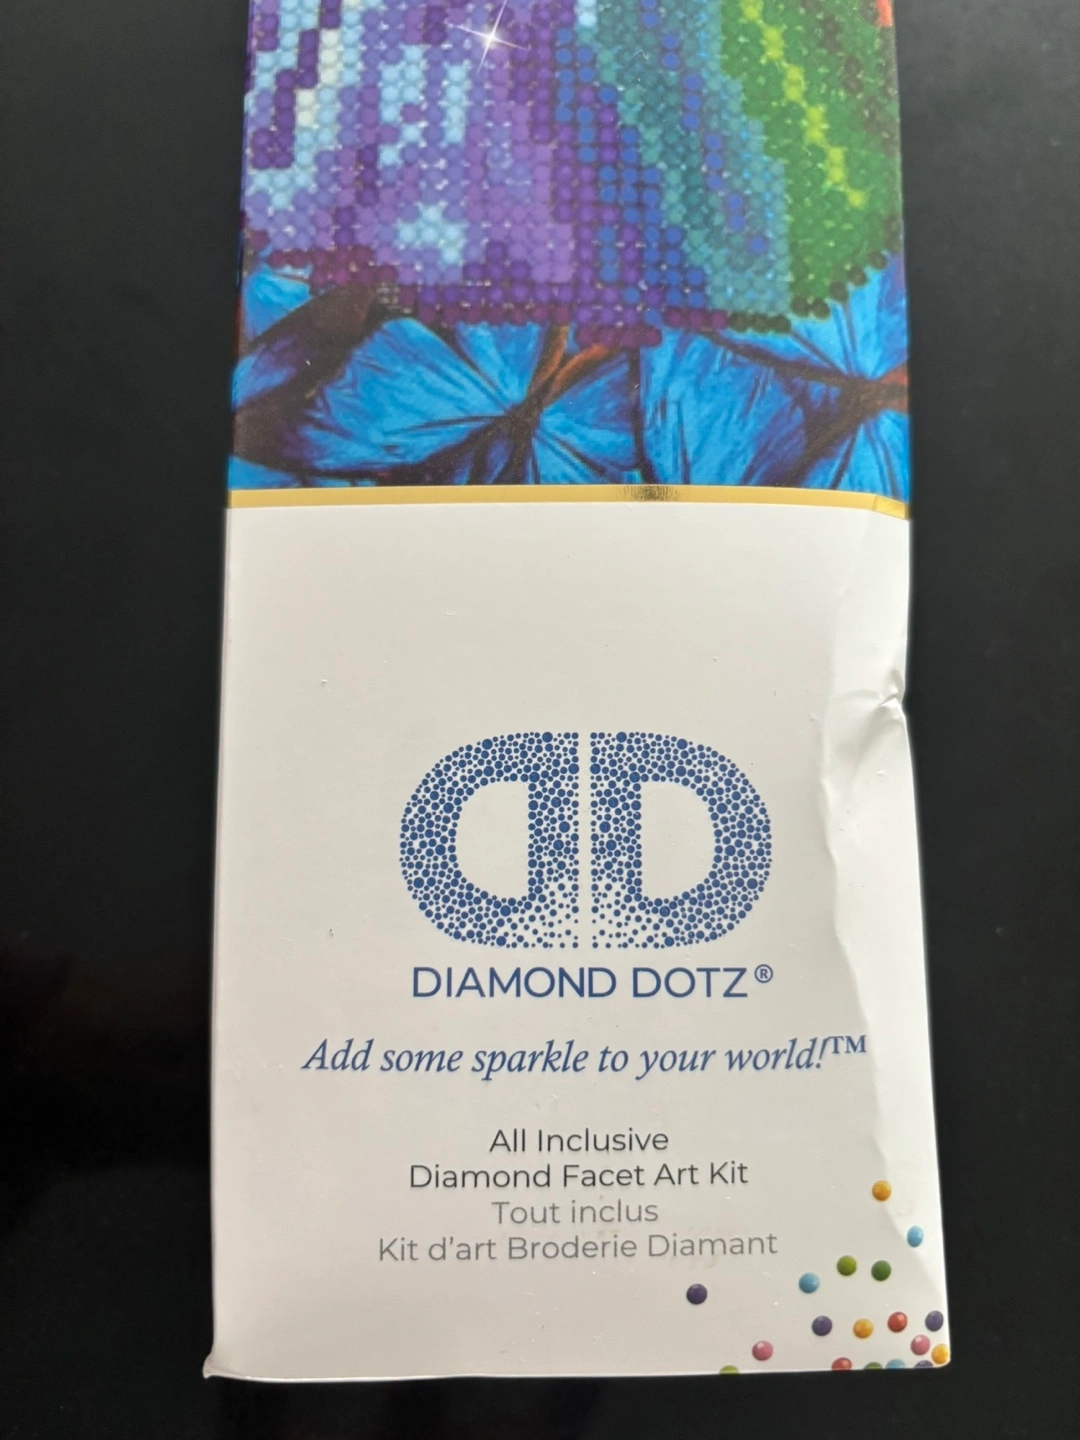 DIAMOND DOTZ®
Add some sparkle to your world!™
All Inclusive
Diamond Facet Art Kit
Tout inclus
Kit d'art Broderie Diamant